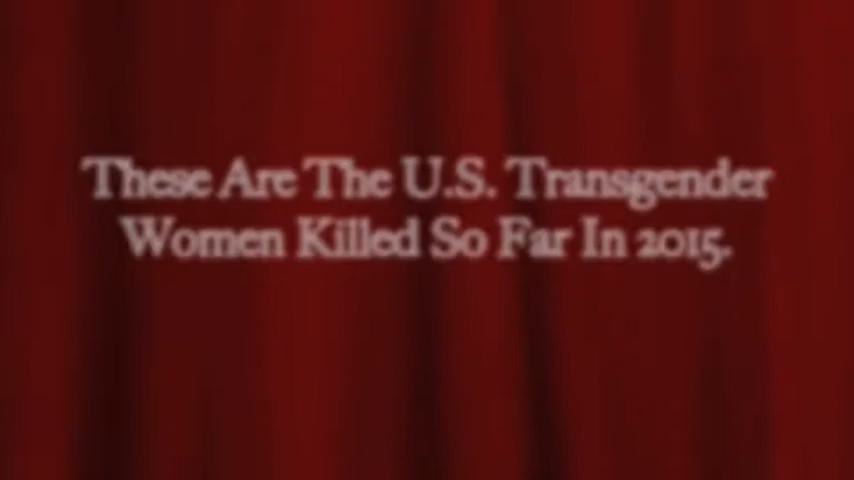 These Are The U.S. Transgender
Women Killed So Far In 2015.